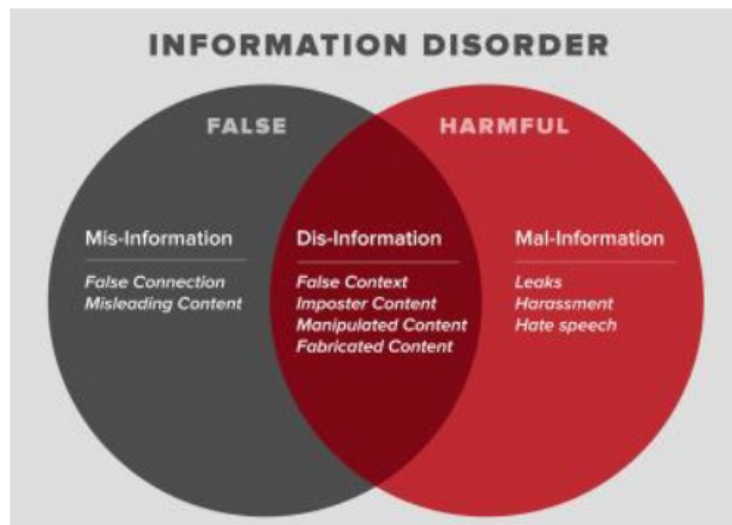 INFORMATION DISORDER
FALSE
HARMFUL
Mis-Information
False Connection
Misleading Content
Dis-Information
False Context
Imposter Content
Manipulated Content
Fabricated Content
Mal-Information
Leaks
Harassment
Hate speech